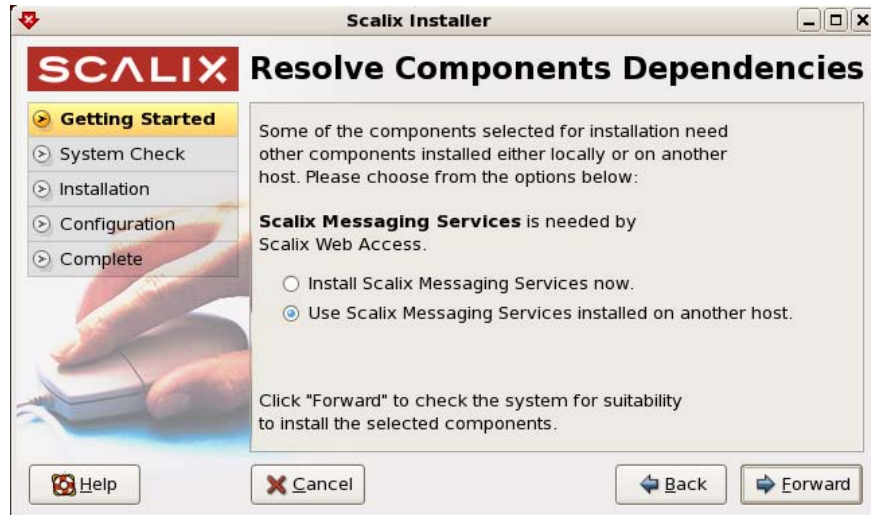 Scalix Installer
SCALIX
Resolve Components Dependencies
Getting Started
System Check
Installation
Configuration
Complete
Some of the components selected for installation need
other components installed either locally or on another
host. Please choose from the options below:
Scalix Messaging Services is needed by
Scalix Web Access.
Install Scalix Messaging Services now.
Use Scalix Messaging Services installed on another host.
Click "Forward" to check the system for suitability
to install the selected components.
Help
Cancel
Back
Forward